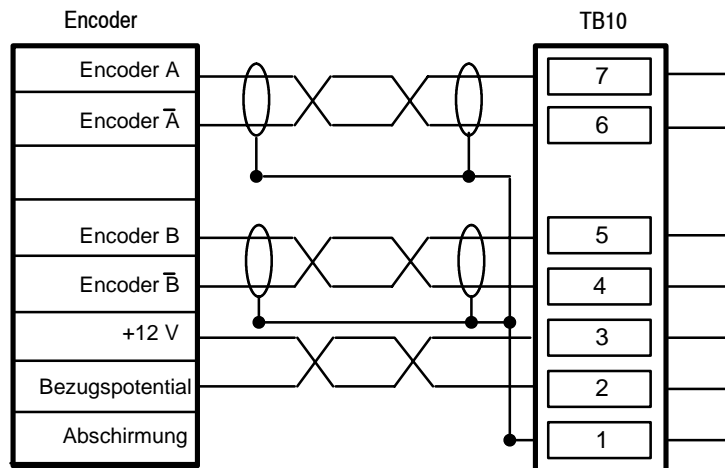 Encoder
TB10
Encoder A
7
Encoder A̅
6
Encoder B
5
Encoder B̅
4
+12 V
3
Bezugspotential
2
Abschirmung
1